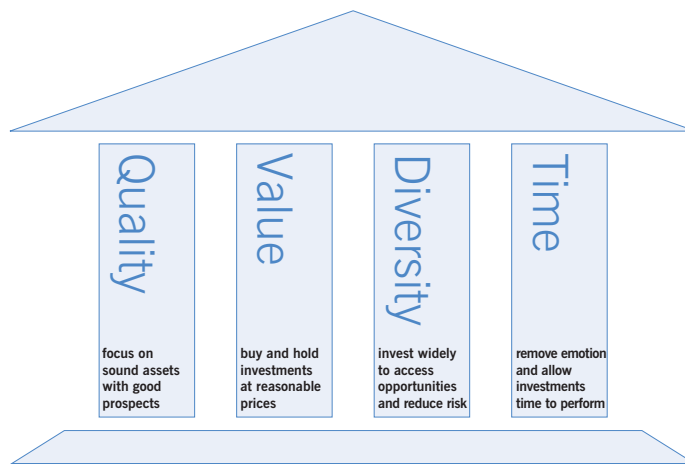 Quality
focus on
sound assets
with good
prospects
Value
buy and hold
investments
at reasonable
prices
Diversity
invest widely
to access
opportunities
and reduce risk
Time
remove emotion
and allow
investments
time to perform